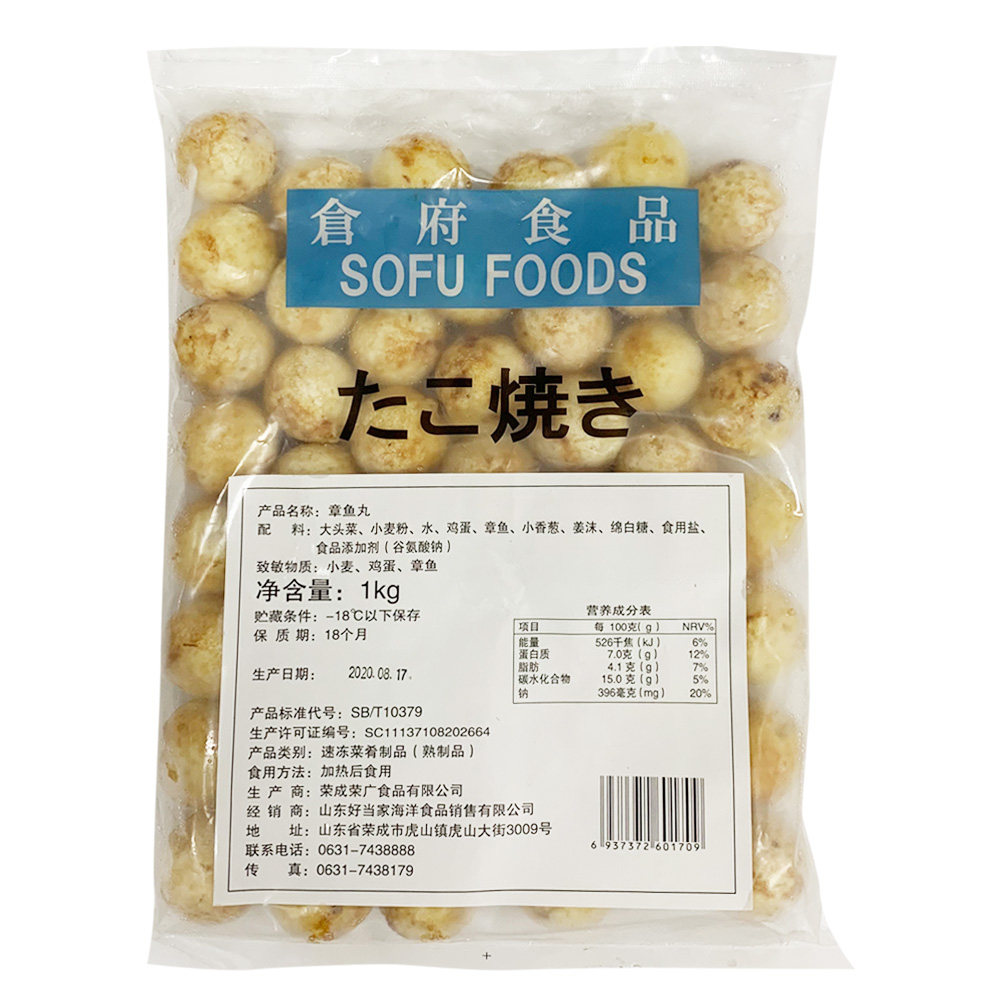 倉府食品
SOFU FOODS
たこ焼き
产品名称：章鱼丸
配 料：大头菜、小麦粉、水、鸡蛋、章鱼、小香葱、姜沫、绵白糖、食用盐、
食品添加剂（谷氨酸钠）
致敏物质：小麦、鸡蛋、章鱼
净含量：1kg
贮藏条件：-18℃以下保存
保 质 期：18个月
生产日期： 2020.08.17
产品标准代号：SB/T10379
生产许可证编号：SC11137108202664
产品类别：速冻菜肴制品（熟制品）
食用方法：加热后食用
生 产 商：荣成荣广食品有限公司
经 销 商：山东好当家海洋食品销售有限公司
地 址：山东省荣成市虎山镇虎山大街3009号
联系电话：0631-7438888
传 真：0631-7438179
营养成分表
项目 每 100克(g) NRV%
能量 526千焦(kJ) 6%
蛋白质 7.0克(g) 12%
脂肪 4.1克(g) 7%
碳水化合物 15.0克(g) 5%
钠 396毫克(mg) 20%
6 937372 601709